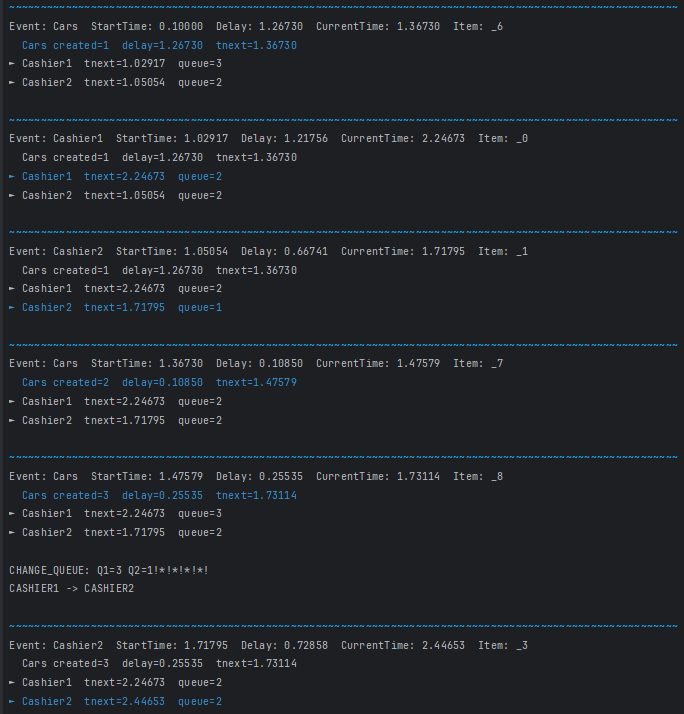 ~~~~~~~~~~~~~~~~~~~~~~~~~~~~~~~~~~~~~~~~~~~~~~~~~~~~~~~~~~~~~~~~~~~~~~~~~~~~~~~~~~~~~~~~~~~~~~~~~~~~~~~
Event: Cars  StartTime: 0.10000  Delay: 1.26730  CurrentTime: 1.36730  Item: _6
  Cars created=1  delay=1.26730  tnext=1.36730
► Cashier1  tnext=1.02917  queue=3
► Cashier2  tnext=1.05054  queue=2
~~~~~~~~~~~~~~~~~~~~~~~~~~~~~~~~~~~~~~~~~~~~~~~~~~~~~~~~~~~~~~~~~~~~~~~~~~~~~~~~~~~~~~~~~~~~~~~~~~~~~~~
Event: Cashier1  StartTime: 1.02917  Delay: 1.21756  CurrentTime: 2.24673  Item: _0
  Cars created=1  delay=1.26730  tnext=1.36730
► Cashier1  tnext=2.24673  queue=2
► Cashier2  tnext=1.05054  queue=2
~~~~~~~~~~~~~~~~~~~~~~~~~~~~~~~~~~~~~~~~~~~~~~~~~~~~~~~~~~~~~~~~~~~~~~~~~~~~~~~~~~~~~~~~~~~~~~~~~~~~~~~
Event: Cashier2  StartTime: 1.05054  Delay: 0.66741  CurrentTime: 1.71795  Item: _1
  Cars created=1  delay=1.26730  tnext=1.36730
► Cashier1  tnext=2.24673  queue=2
► Cashier2  tnext=1.71795  queue=1
~~~~~~~~~~~~~~~~~~~~~~~~~~~~~~~~~~~~~~~~~~~~~~~~~~~~~~~~~~~~~~~~~~~~~~~~~~~~~~~~~~~~~~~~~~~~~~~~~~~~~~~
Event: Cars  StartTime: 1.36730  Delay: 0.10850  CurrentTime: 1.47579  Item: _7
  Cars created=2  delay=0.10850  tnext=1.47579
► Cashier1  tnext=2.24673  queue=2
► Cashier2  tnext=1.71795  queue=2
~~~~~~~~~~~~~~~~~~~~~~~~~~~~~~~~~~~~~~~~~~~~~~~~~~~~~~~~~~~~~~~~~~~~~~~~~~~~~~~~~~~~~~~~~~~~~~~~~~~~~~~
Event: Cars  StartTime: 1.47579  Delay: 0.25535  CurrentTime: 1.73114  Item: _8
  Cars created=3  delay=0.25535  tnext=1.73114
► Cashier1  tnext=2.24673  queue=3
► Cashier2  tnext=1.71795  queue=2
CHANGE_QUEUE: Q1=3 Q2=1!*!*!*!*!
CASHIER1 -> CASHIER2
~~~~~~~~~~~~~~~~~~~~~~~~~~~~~~~~~~~~~~~~~~~~~~~~~~~~~~~~~~~~~~~~~~~~~~~~~~~~~~~~~~~~~~~~~~~~~~~~~~~~~~~
Event: Cashier2  StartTime: 1.71795  Delay: 0.72858  CurrentTime: 2.44653  Item: _3
  Cars created=3  delay=0.25535  tnext=1.73114
► Cashier1  tnext=2.24673  queue=2
► Cashier2  tnext=2.44653  queue=2